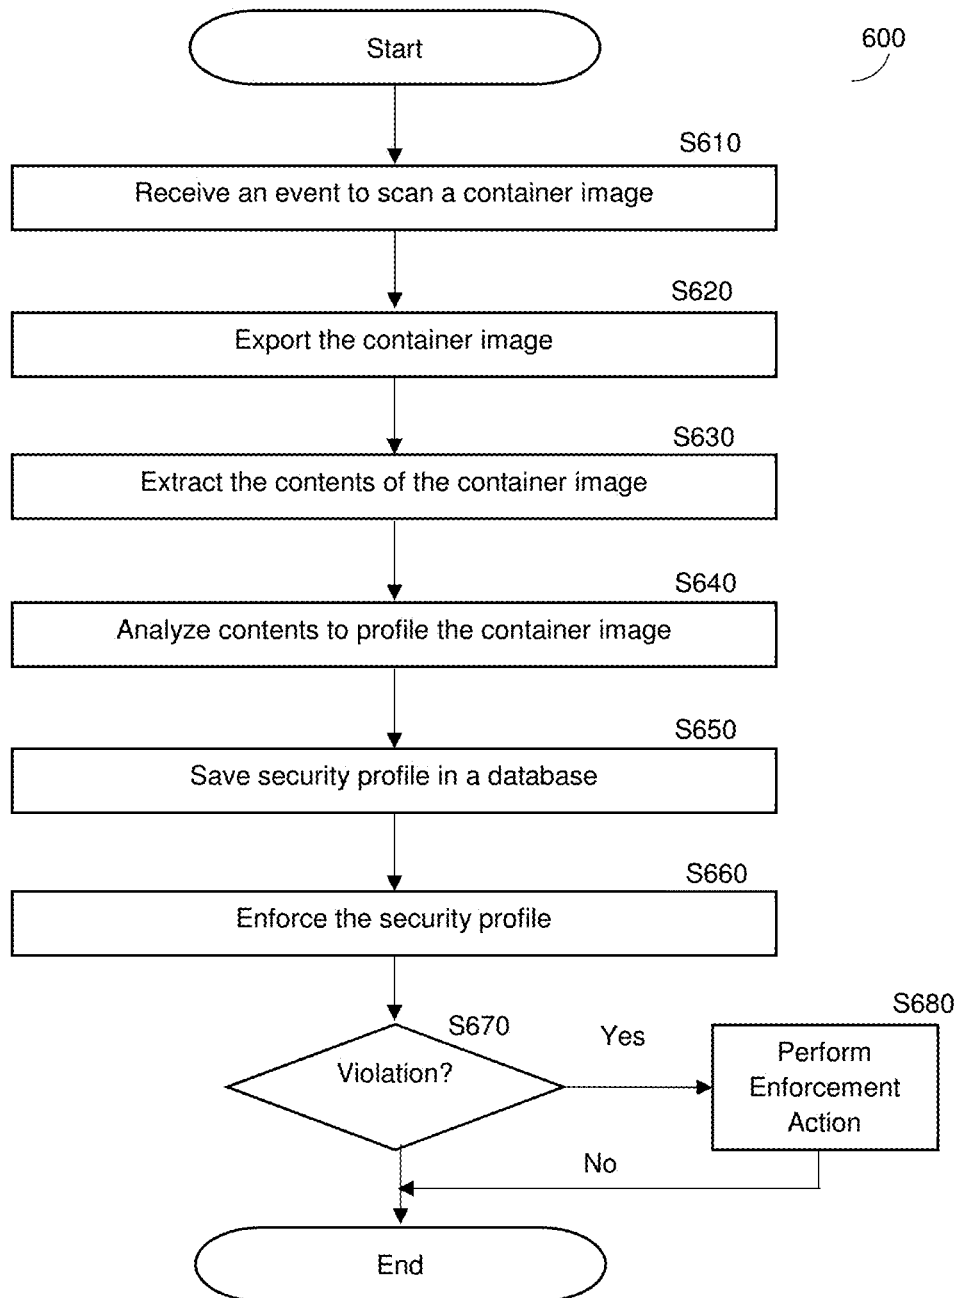 Start
600
S610
Receive an event to scan a container image
S620
Export the container image
S630
Extract the contents of the container image
S640
Analyze contents to profile the container image
S650
Save security profile in a database
S660
Enforce the security profile
S670
Violation?
Yes
S680
Perform
Enforcement
Action
No
End